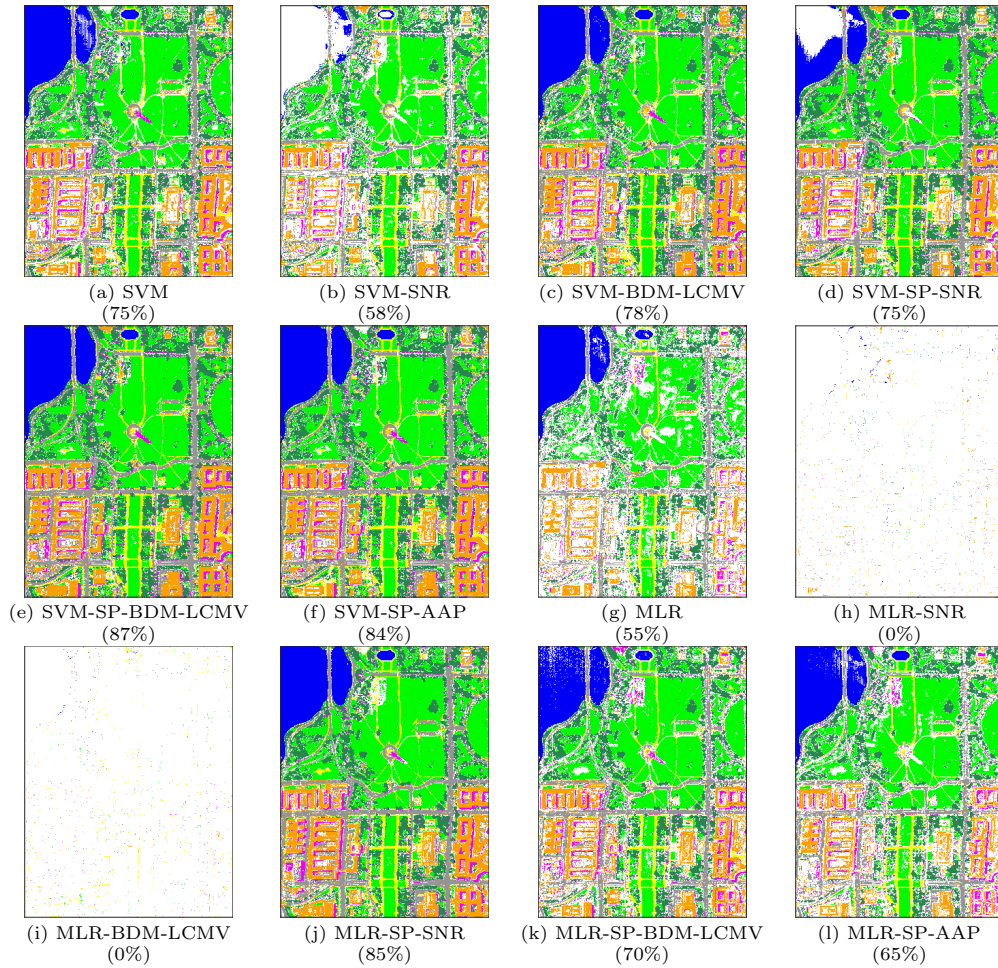 (a) SVM
(75%)
(b) SVM-SNR
(58%)
(c) SVM-BDM-LCMV
(78%)
(d) SVM-SP-SNR
(75%)
(e) SVM-SP-BDM-LCMV
(87%)
(f) SVM-SP-AAP
(84%)
(g) MLR
(55%)
(h) MLR-SNR
(0%)
(i) MLR-BDM-LCMV
(0%)
(j) MLR-SP-SNR
(85%)
(k) MLR-SP-BDM-LCMV
(70%)
(l) MLR-SP-AAP
(65%)